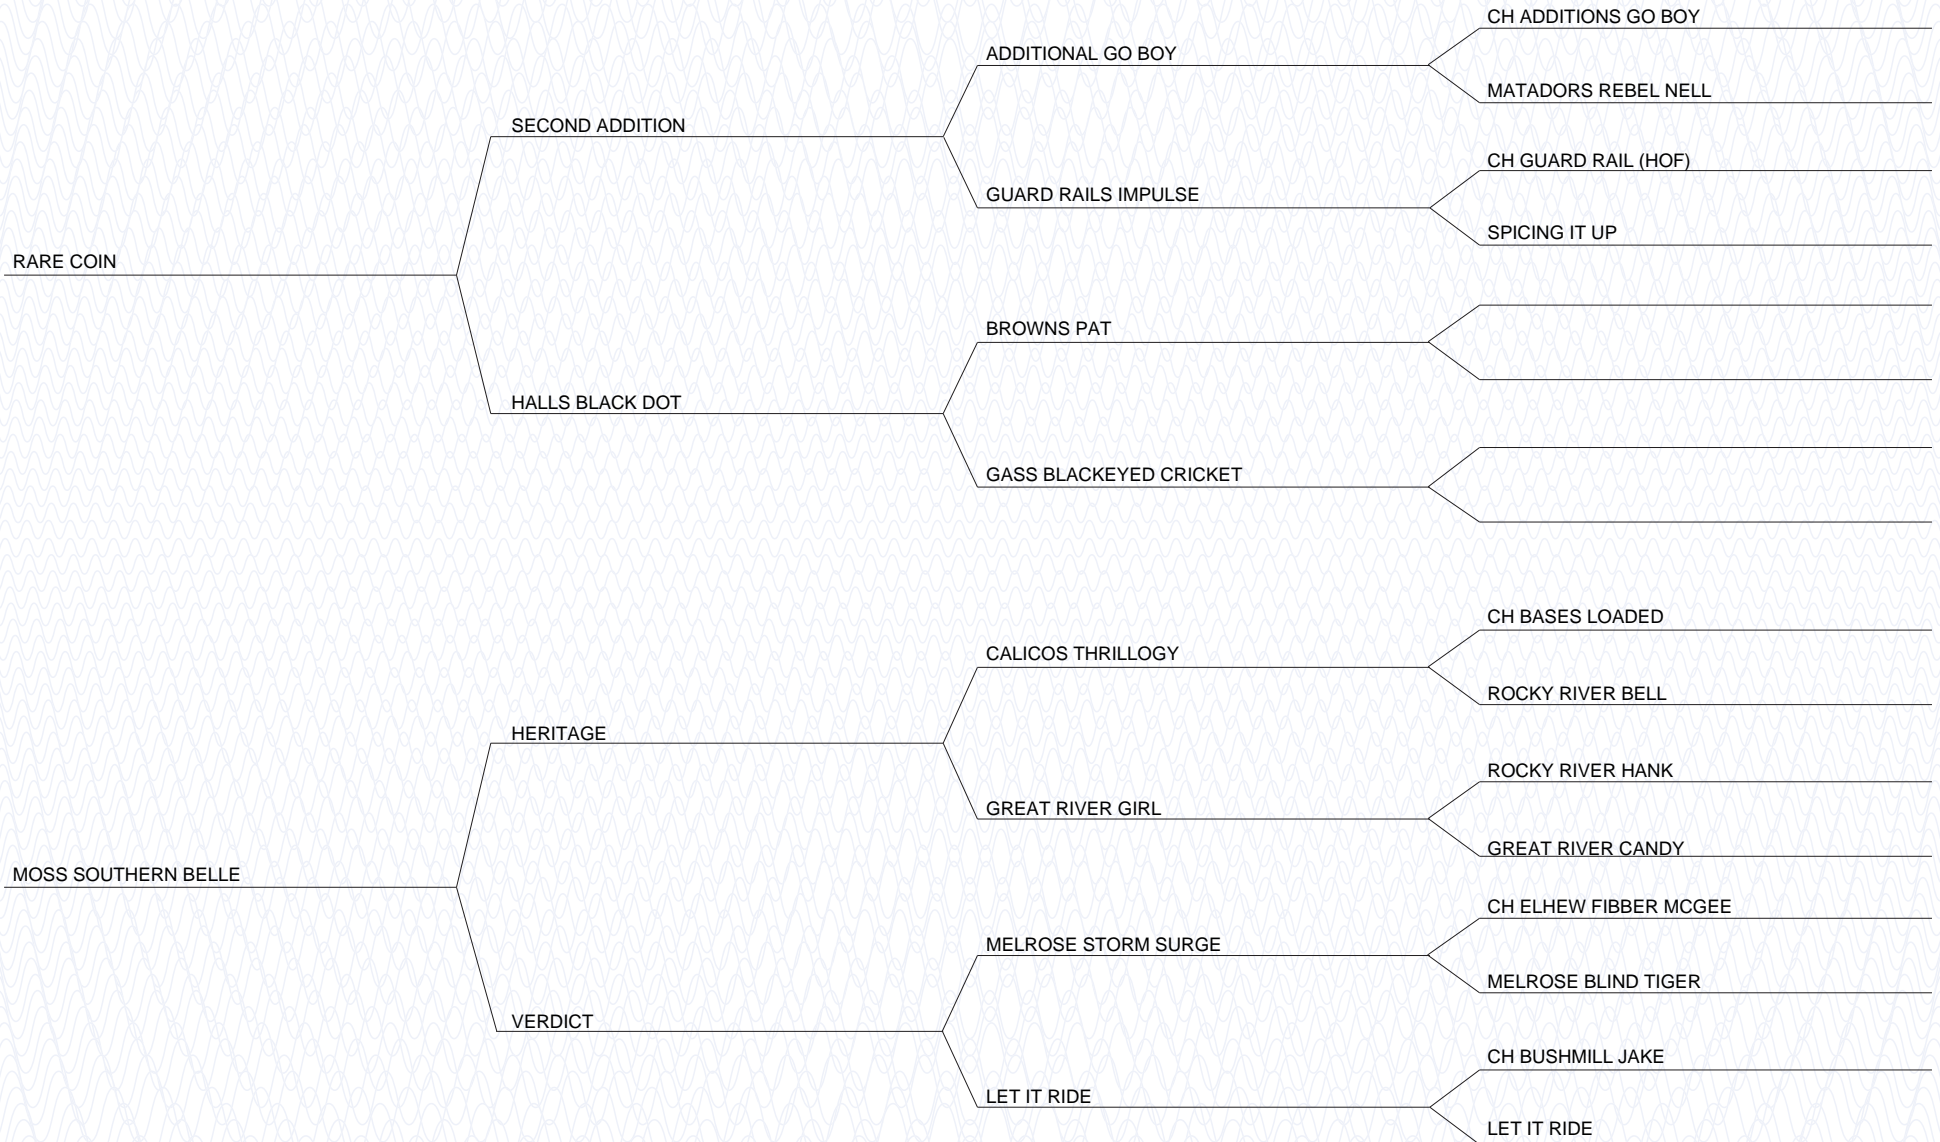 CH ADDITIONS GO BOY
ADDITIONAL GO BOY
MATADORS REBEL NELL
SECOND ADDITION
CH GUARD RAIL (HOF)
GUARD RAILS IMPULSE
SPICING IT UP
RARE COIN
BROWNS PAT
HALLS BLACK DOT
GASS BLACKEYED CRICKET
CH BASES LOADED
CALICOS THRILLOGY
ROCKY RIVER BELL
HERITAGE
ROCKY RIVER HANK
GREAT RIVER GIRL
GREAT RIVER CANDY
MOSS SOUTHERN BELLE
CH ELHEW FIBBER MCGEE
MELROSE STORM SURGE
MELROSE BLIND TIGER
VERDICT
CH BUSHMILL JAKE
LET IT RIDE
LET IT RIDE